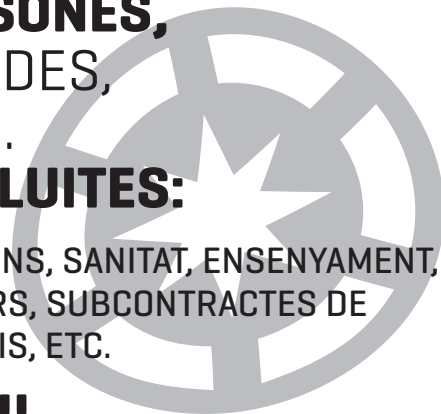 SONES,
DES,
.
LUITES:
NS, SANITAT, ENSENYAMENT,
RS, SUBCONTRACTES DE
IS, ETC.